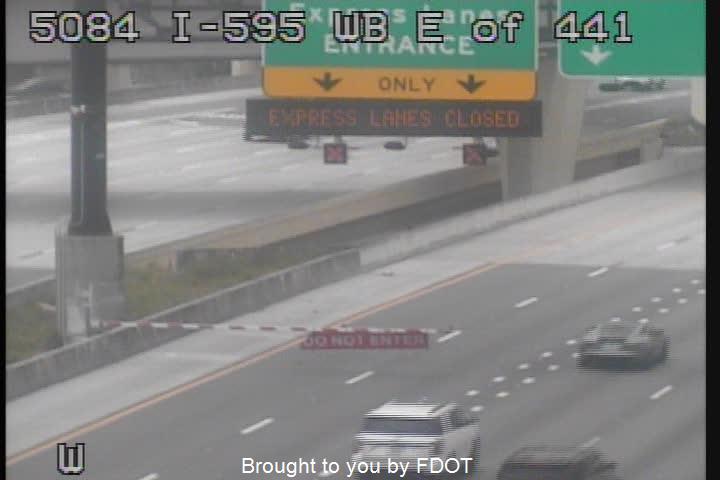 5084 I-595 WB E of 441
Express Lanes
ENTRANCE
ONLY
EXPRESS LANES CLOSED
DO NOT ENTER
W
Brought to you by FDOT